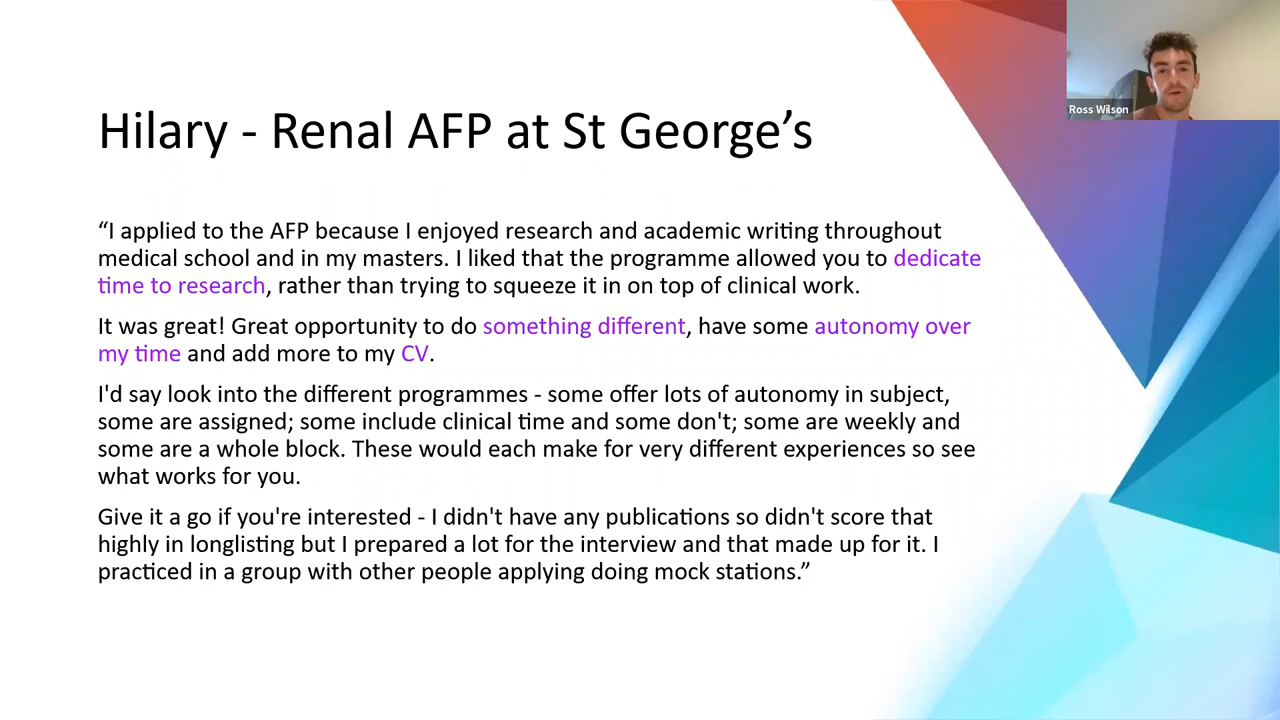 Ross Wilson
Hilary - Renal AFP at St George’s
“I applied to the AFP because I enjoyed research and academic writing throughout
medical school and in my masters. I liked that the programme allowed you to dedicate
time to research, rather than trying to squeeze it in on top of clinical work.
It was great! Great opportunity to do something different, have some autonomy over
my time and add more to my CV.
I'd say look into the different programmes - some offer lots of autonomy in subject,
some are assigned; some include clinical time and some don't; some are weekly and
some are a whole block. These would each make for very different experiences so see
what works for you.
Give it a go if you're interested - I didn't have any publications so didn't score that
highly in longlisting but I prepared a lot for the interview and that made up for it. I
practiced in a group with other people applying doing mock stations.”